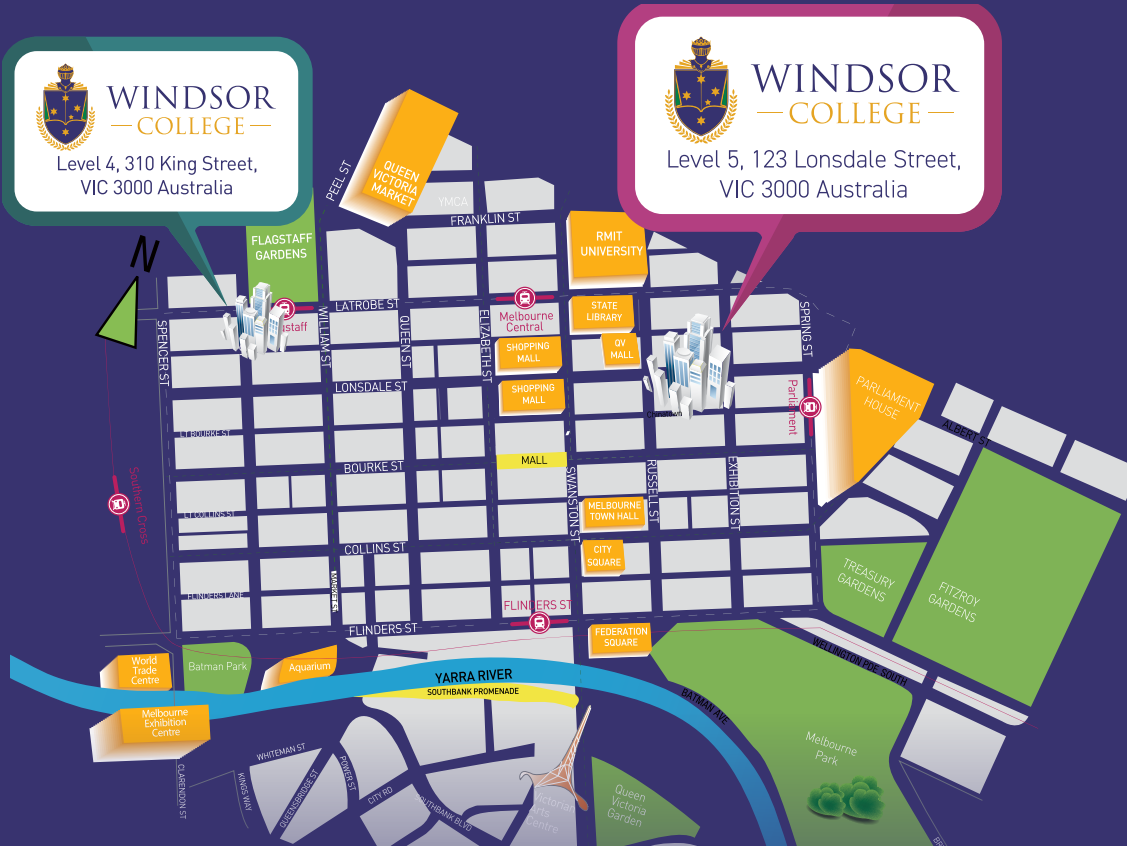 WINDSOR
COLLEGE
Level 4, 310 King Street,
VIC 3000 Australia
WINDSOR
COLLEGE
Level 5, 123 Lonsdale Street,
VIC 3000 Australia
N
PEEL ST
QUEEN
VICTORIA
MARKET
YMCA
FRANKLIN ST
FLAGSTAFF
GARDENS
RMIT
UNIVERSITY
LATROBE ST
Melbourne
Central
STATE
LIBRARY
SPENCER ST
WILLIAM ST
QUEEN ST
ELIZABETH ST
SPRING ST
SHOPPING
MALL
QV
MALL
LONSDALE ST
SHOPPING
MALL
Chinatown
Parliament
PARLIAMENT
HOUSE
ALBERT ST
LT BOURKE ST
BOURKE ST
MALL
SWANSTON ST
RUSSELL ST
EXHIBITION ST
Southern Cross
LT COLLINS ST
MELBOURNE
TOWN HALL
COLLINS ST
CITY
SQUARE
TREASURY
GARDENS
FITZROY
GARDENS
MARKET ST
FLINDERS LANE
FLINDERS ST
FLINDERS ST
FEDERATION
SQUARE
World
Trade
Centre
Batman Park
Aquarium
YARRA RIVER
SOUTHBANK PROMENADE
WELLINGTON PDE SOUTH
BATMAN AVE
Melbourne
Exhibition
Centre
Melbourne
Park
WHITEMAN ST
CLARENDON ST
KINGS WAY
QUEENSBRIDGE ST
POWER ST
CITY RD
SOUTHBANK BLVD
Victorian
Arts
Centre
Queen
Victoria
Garden